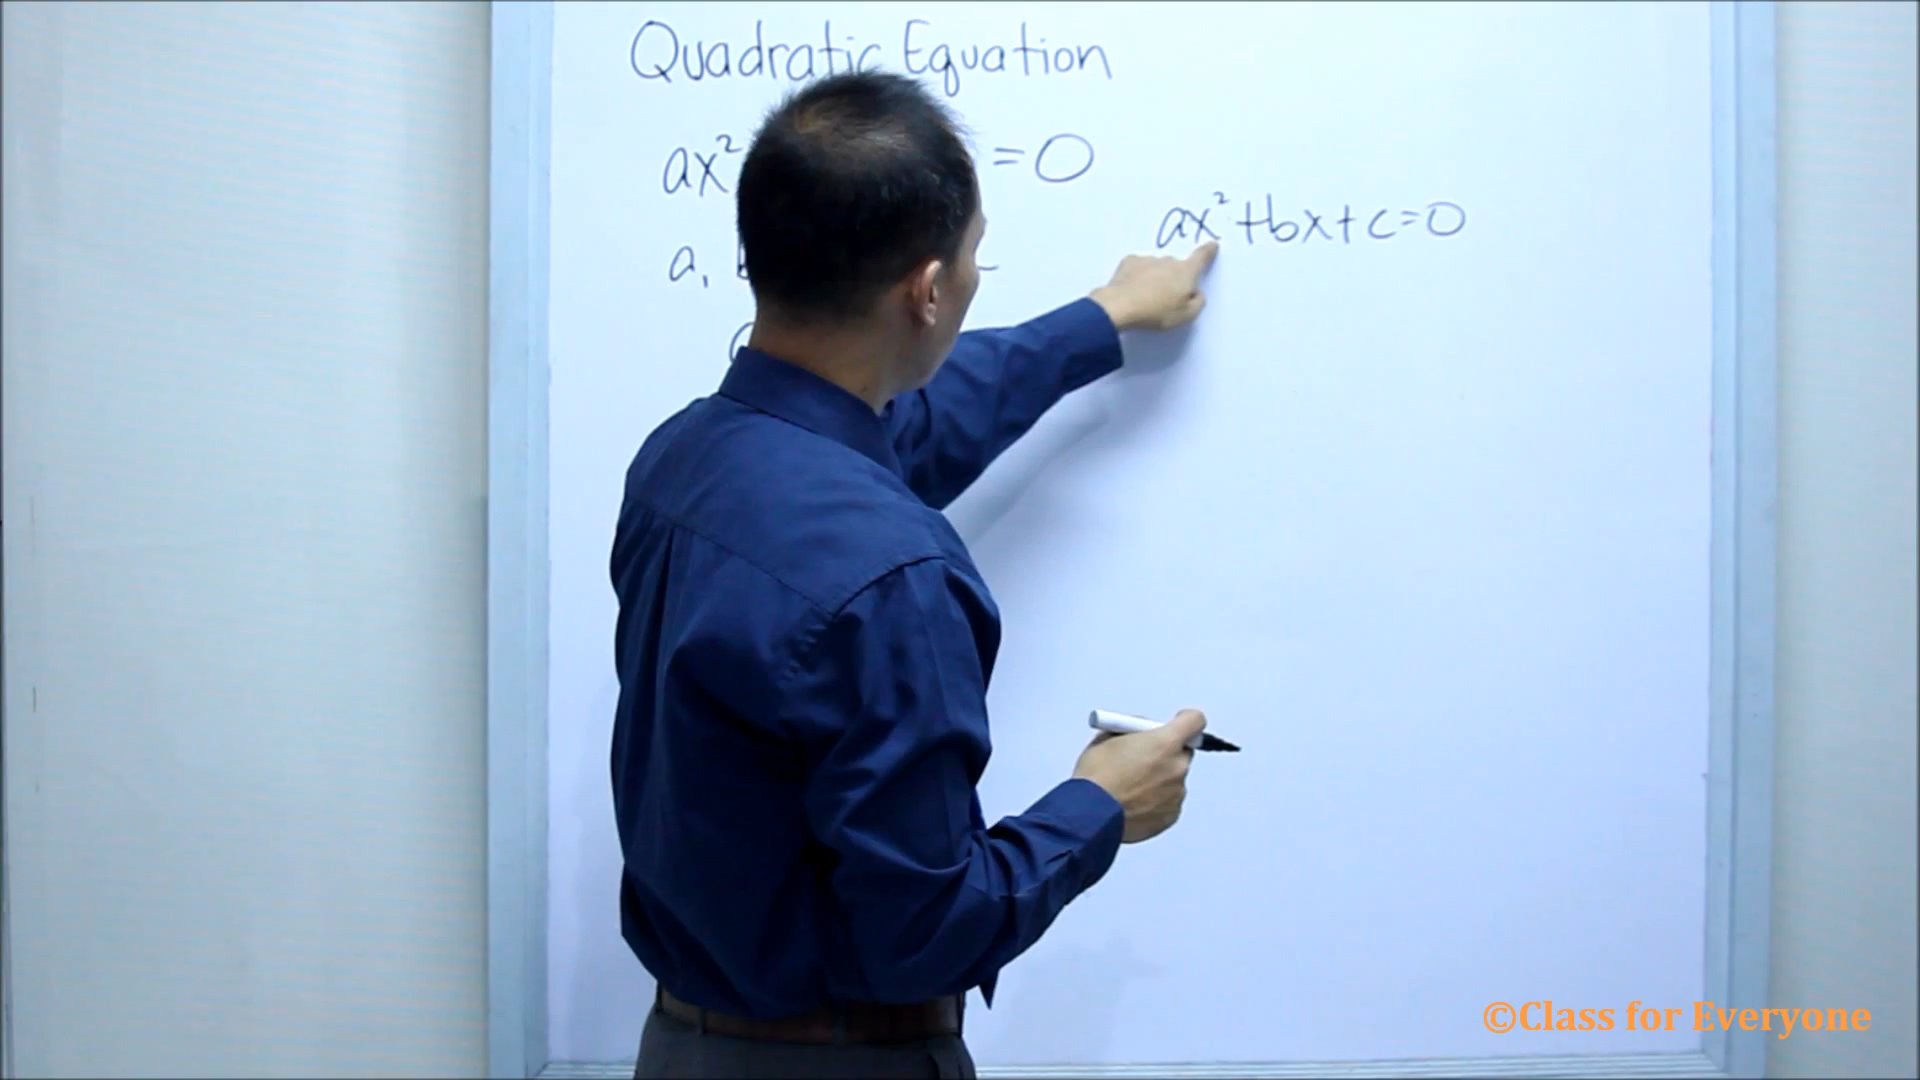 Quadratic Equation
ax² = 0
a,
ax² + bx + c = 0
©Class for Everyone